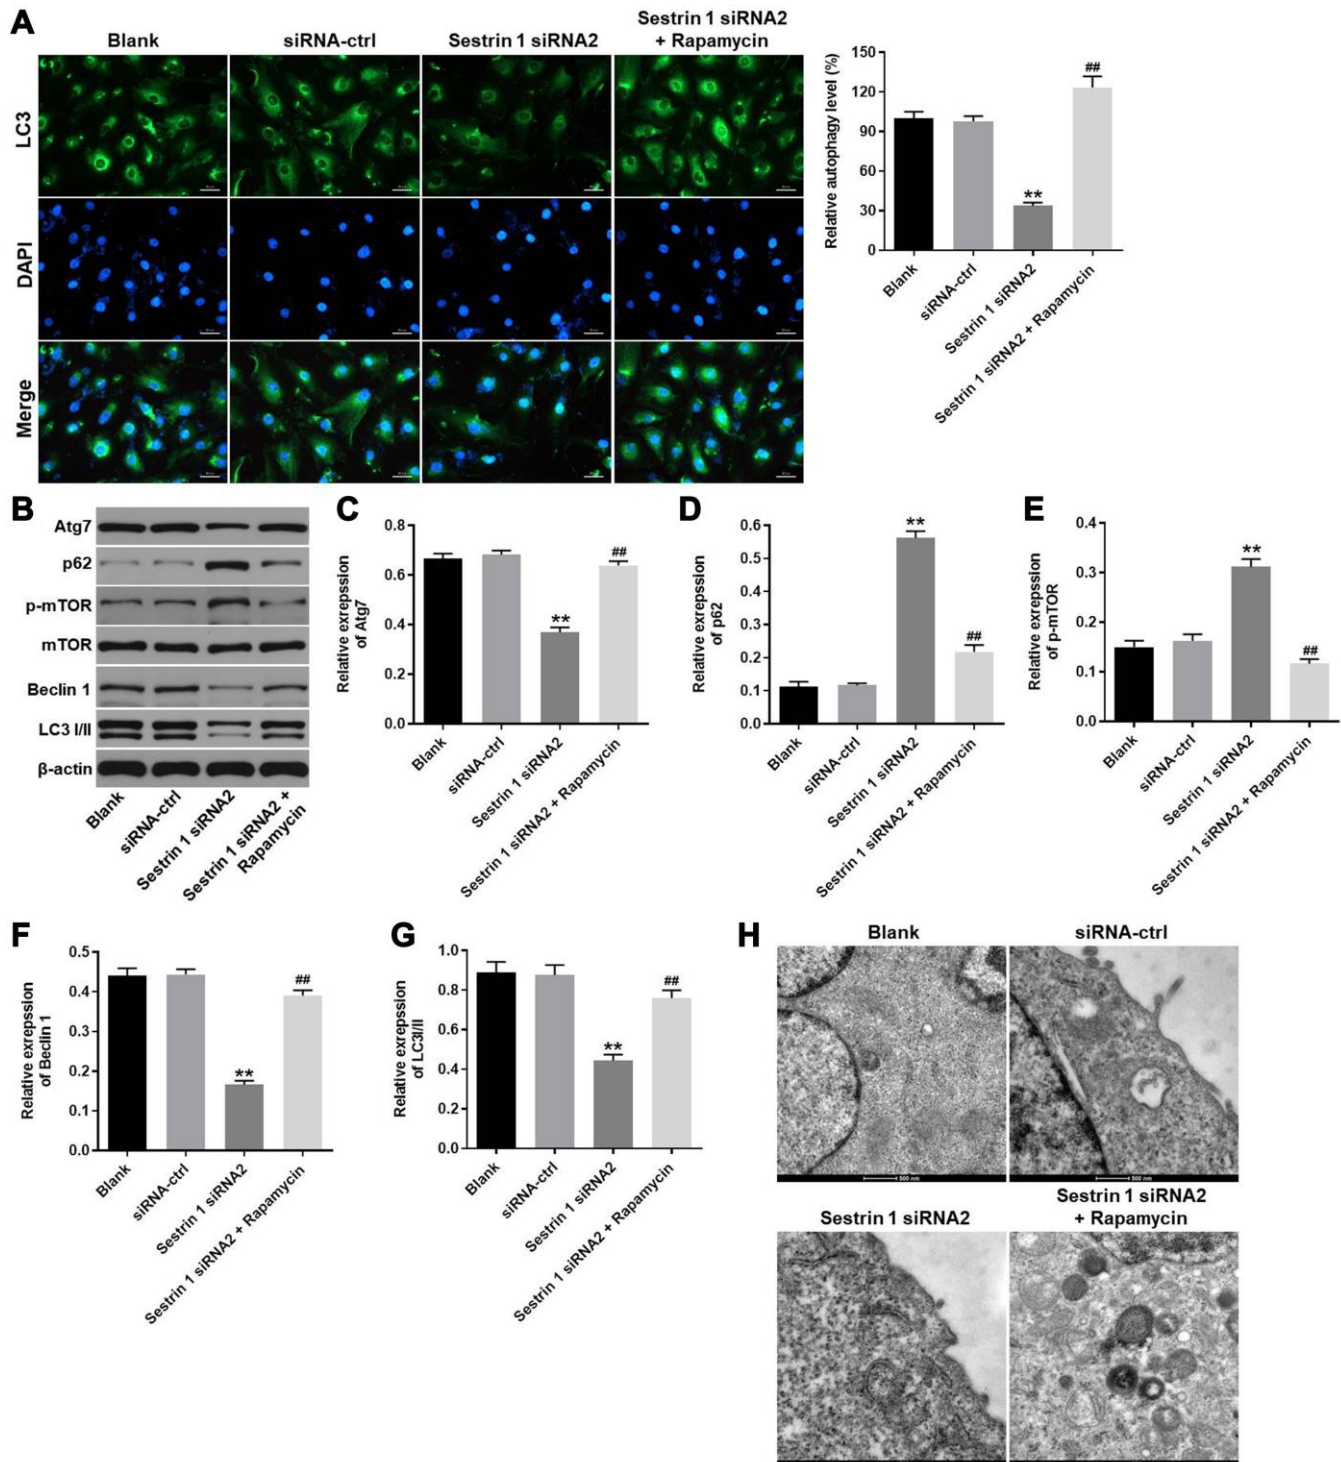 A
Blank
siRNA-ctrl
Sestrin 1 siRNA2
Sestrin 1 siRNA2
+ Rapamycin
LC3
DAPI
Merge
Relative autophagy level (%)
150
120
90
60
30
0
**
##
Blank
siRNA-ctrl
Sestrin 1 siRNA2
Sestrin 1 siRNA2 + Rapamycin
B
Atg7
p62
p-mTOR
mTOR
Beclin 1
LC3 I/II
β-actin
Blank
siRNA-ctrl
Sestrin 1 siRNA2
Sestrin 1 siRNA2 +
Rapamycin
C
Relative exrepssion
of Atg7
0.8
0.6
0.4
0.2
0.0
**
##
Blank
siRNA-ctrl
Sestrin 1 siRNA2
Sestrin 1 siRNA2 + Rapamycin
D
Relative exrepssion
of p62
0.6
0.5
0.4
0.3
0.2
0.1
0.0
**
##
Blank
siRNA-ctrl
Sestrin 1 siRNA2
Sestrin 1 siRNA2 + Rapamycin
E
Relative exrepssion
of p-mTOR
0.4
0.3
0.2
0.1
0.0
**
##
Blank
siRNA-ctrl
Sestrin 1 siRNA2
Sestrin 1 siRNA2 + Rapamycin
F
Relative exrepssion
of Beclin 1
0.5
0.4
0.3
0.2
0.1
0.0
**
##
Blank
siRNA-ctrl
Sestrin 1 siRNA2
Sestrin 1 siRNA2 + Rapamycin
G
Relative exrepssion
of LC3I/II
1.0
0.8
0.6
0.4
0.2
0.0
**
##
Blank
siRNA-ctrl
Sestrin 1 siRNA2
Sestrin 1 siRNA2 + Rapamycin
H
Blank
siRNA-ctrl
500 nm
500 nm
Sestrin 1 siRNA2
Sestrin 1 siRNA2
+ Rapamycin